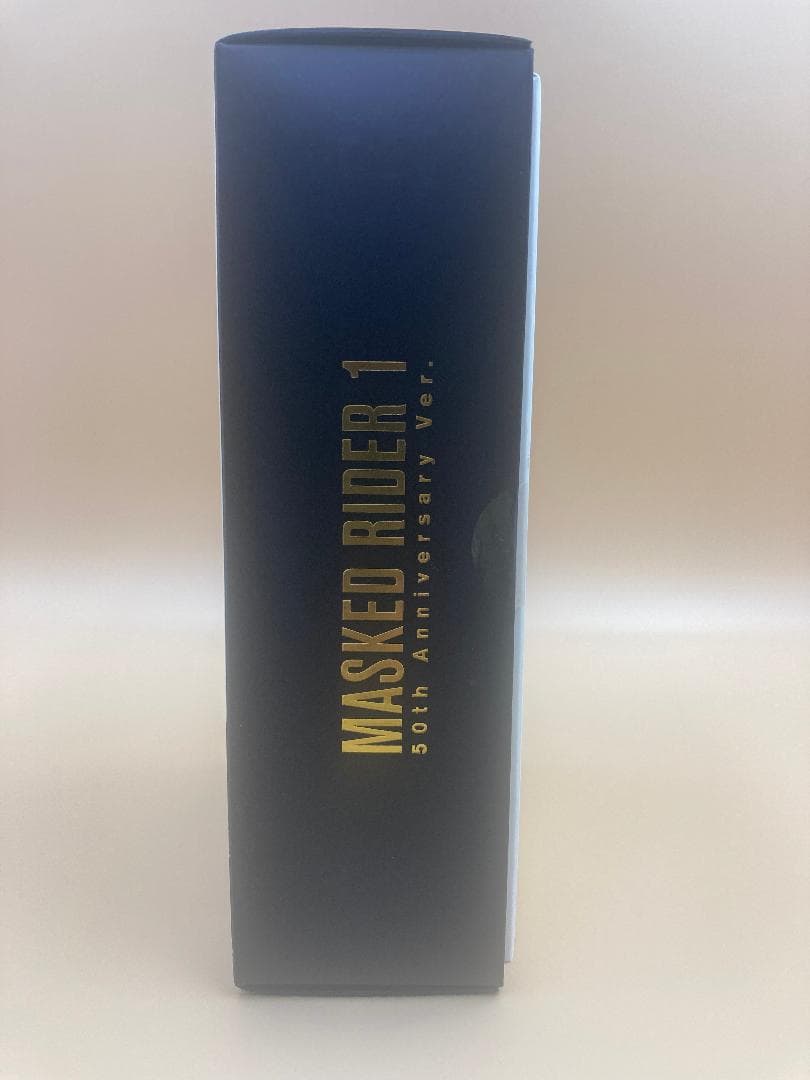 MASKED RIDER 1
50th Anniversary Ver.